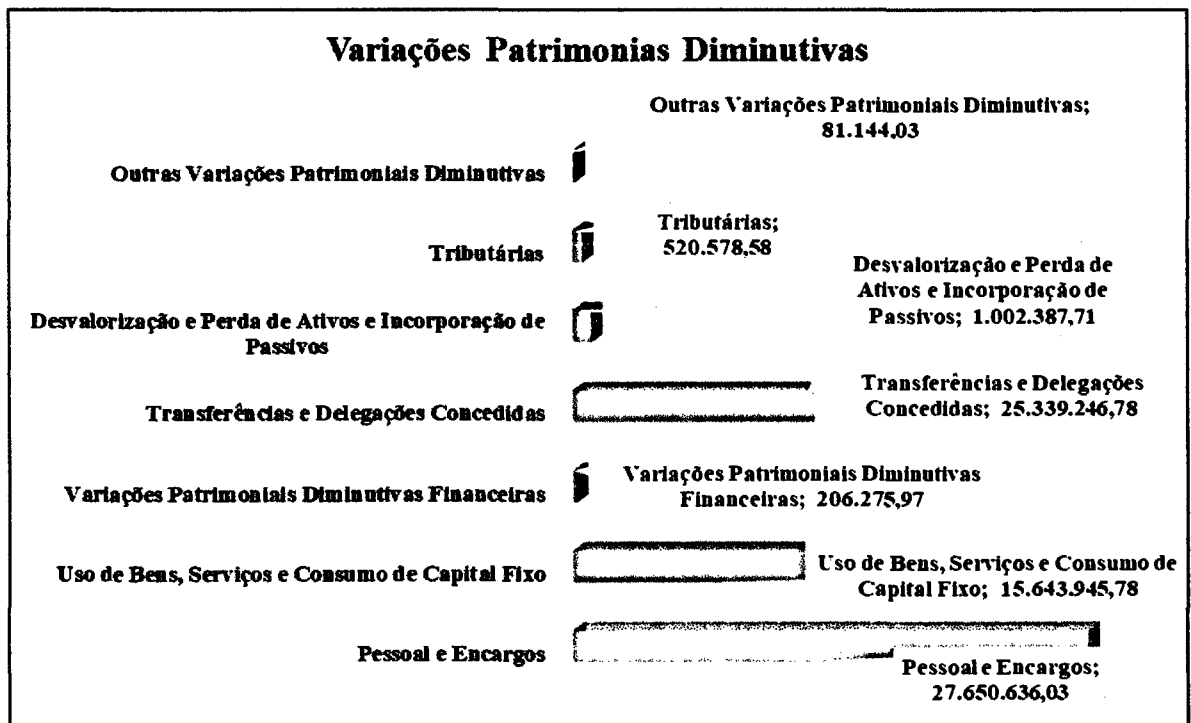 Variações Patrimonias Diminutivas
Outras Variações Patrimoniais Diminutivas;
81.144,03
Outras Variações Patrimoniais Diminutivas
Tributárias;
520.578,58
Tributárias
Desvalorização e Perda de
Ativos e Incorporação de
Passivos; 1.002.387,71
Desvalorização e Perda de Ativos e Incorporação de
Passivos
Transferências e Delegações
Concedidas; 25.339.246,78
Transferências e Delegações Concedidas
Variações Patrimoniais Diminutivas
Financeiras; 206.275,97
Variações Patrimoniais Diminutivas Financeiras
Uso de Bens, Serviços e Consumo de
Capital Fixo; 15.643.945,78
Uso de Bens, Serviços e Consumo de Capital Fixo
Pessoal e Encargos
Pessoal e Encargos;
27.650.636,03